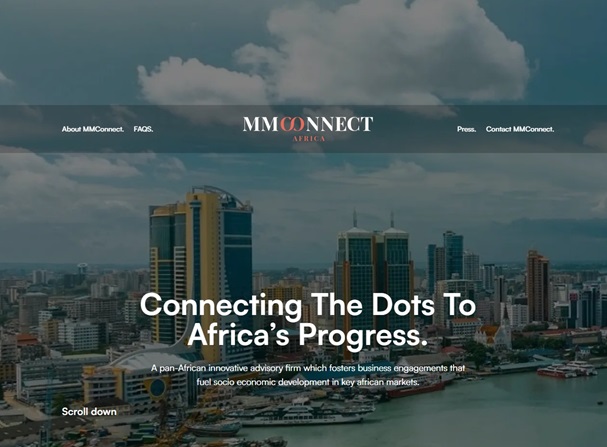 About MMConnect. FAQS. MMCONNECT Press. Contact MMConnect.
AFRICA
Connecting The Dots To
Africa's Progress.
A pan-African innovative advisory firm which fosters business engagements that
fuel socio economic development in key african markets.
Scroll down